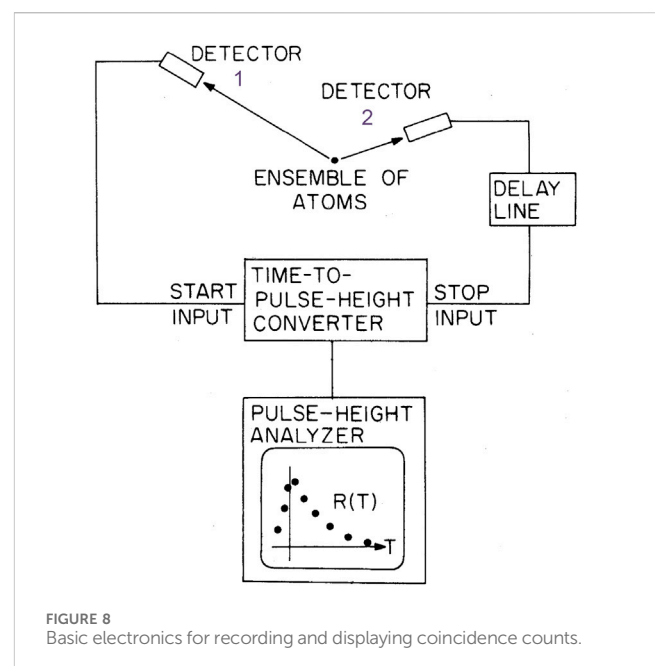 DETECTOR
1
DETECTOR
2
ENSEMBLE OF
ATOMS
DELAY
LINE
START
INPUT
TIME-TO-
PULSE-HEIGHT
CONVERTER
STOP
INPUT
PULSE-HEIGHT
ANALYZER
R(T)
T
FIGURE 8
Basic electronics for recording and displaying coincidence counts.